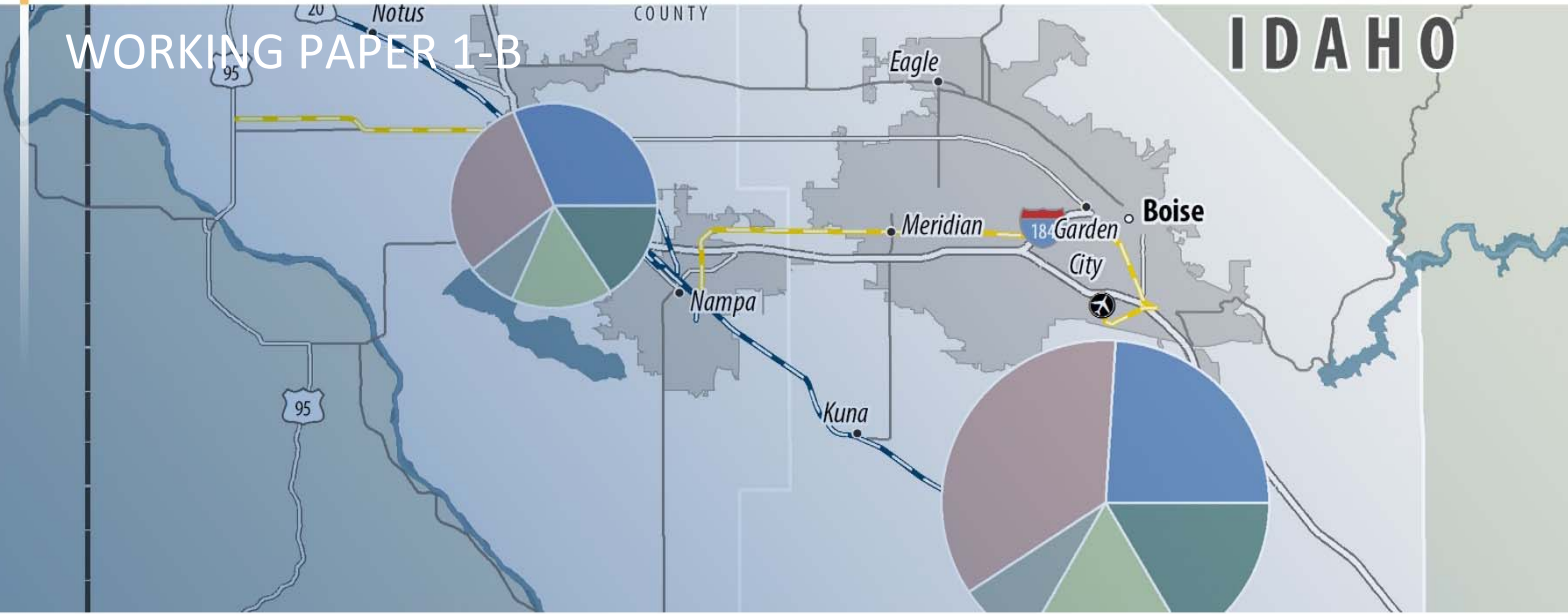 20
Notus
COUNTY
IDAHO
WORKING PAPER 1-B
95
Eagle
Boise
Meridian
184
Garden
City
Nampa
95
Kuna